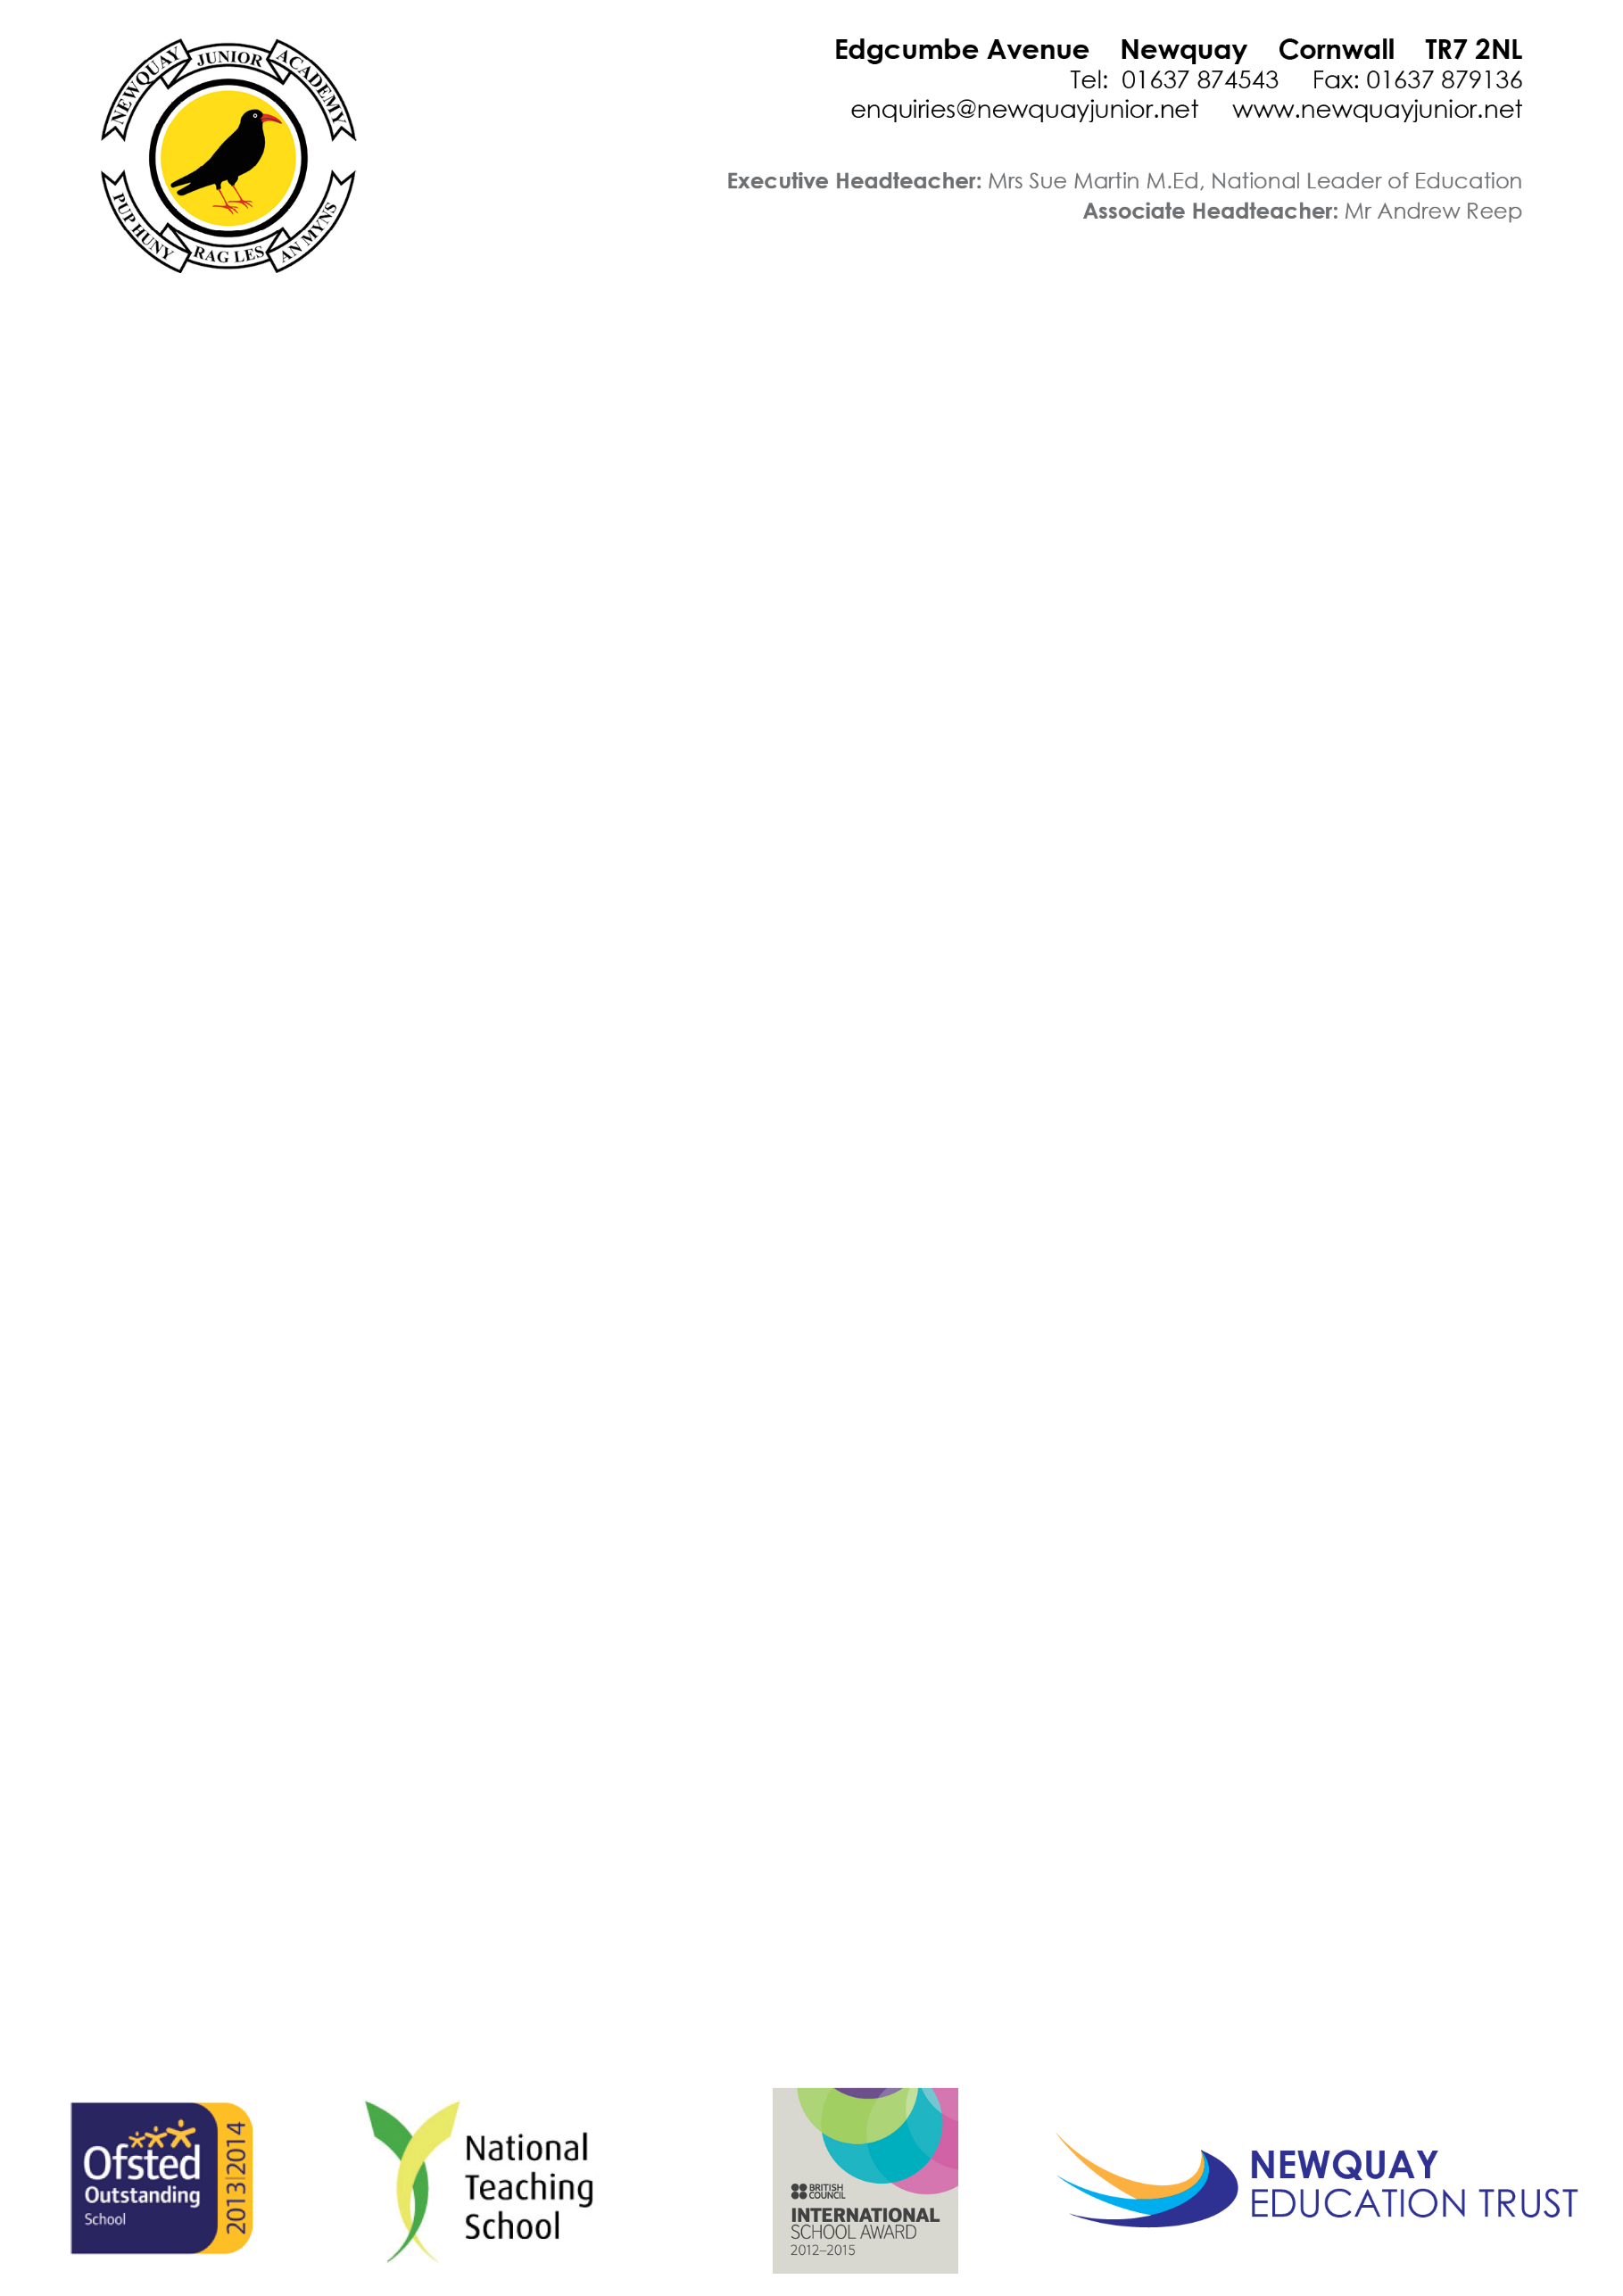 NEWQUAY JUNIOR ACADEMY
PUP HUNY RAG LES AN MYNS
Edgcumbe Avenue Newquay Cornwall TR7 2NL
Tel: 01637 874543 Fax: 01637 879136
enquiries@newquayjunior.net www.newquayjunior.net
Executive Headteacher: Mrs Sue Martin M.Ed, National Leader of Education
Associate Headteacher: Mr Andrew Reep
Ofsted
Outstanding
School
2013|2014
National
Teaching
School
BRITISH
COUNCIL
INTERNATIONAL
SCHOOL AWARD
2012–2015
NEWQUAY
EDUCATION TRUST